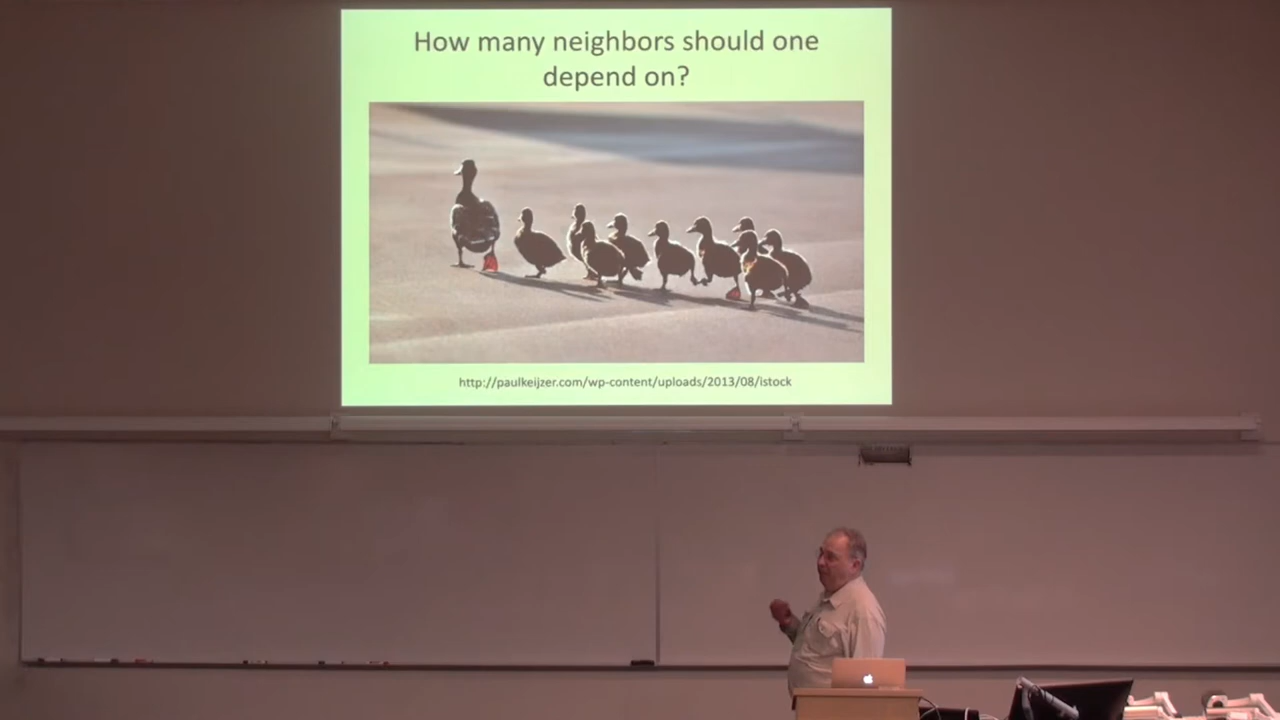 How many neighbors should one
depend on?
http://paulkeijzer.com/wp-content/uploads/2013/08/istock